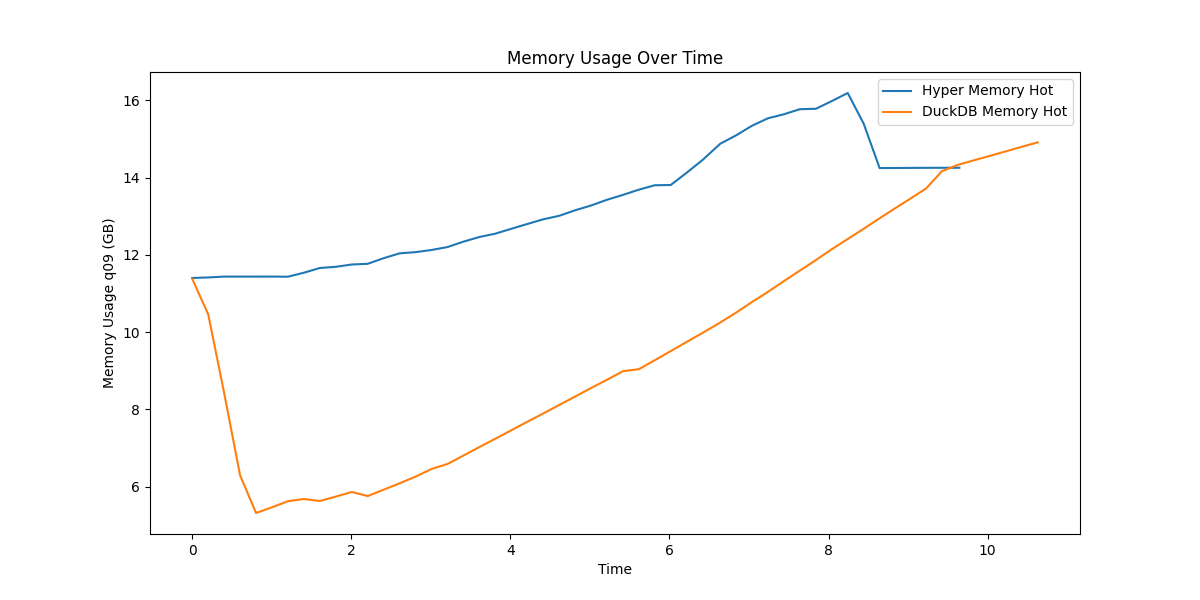 Memory Usage Over Time
Hyper Memory Hot
DuckDB Memory Hot
Memory Usage q09 (GB)
16
14
12
10
8
6
0 2 4 6 8 10
Time